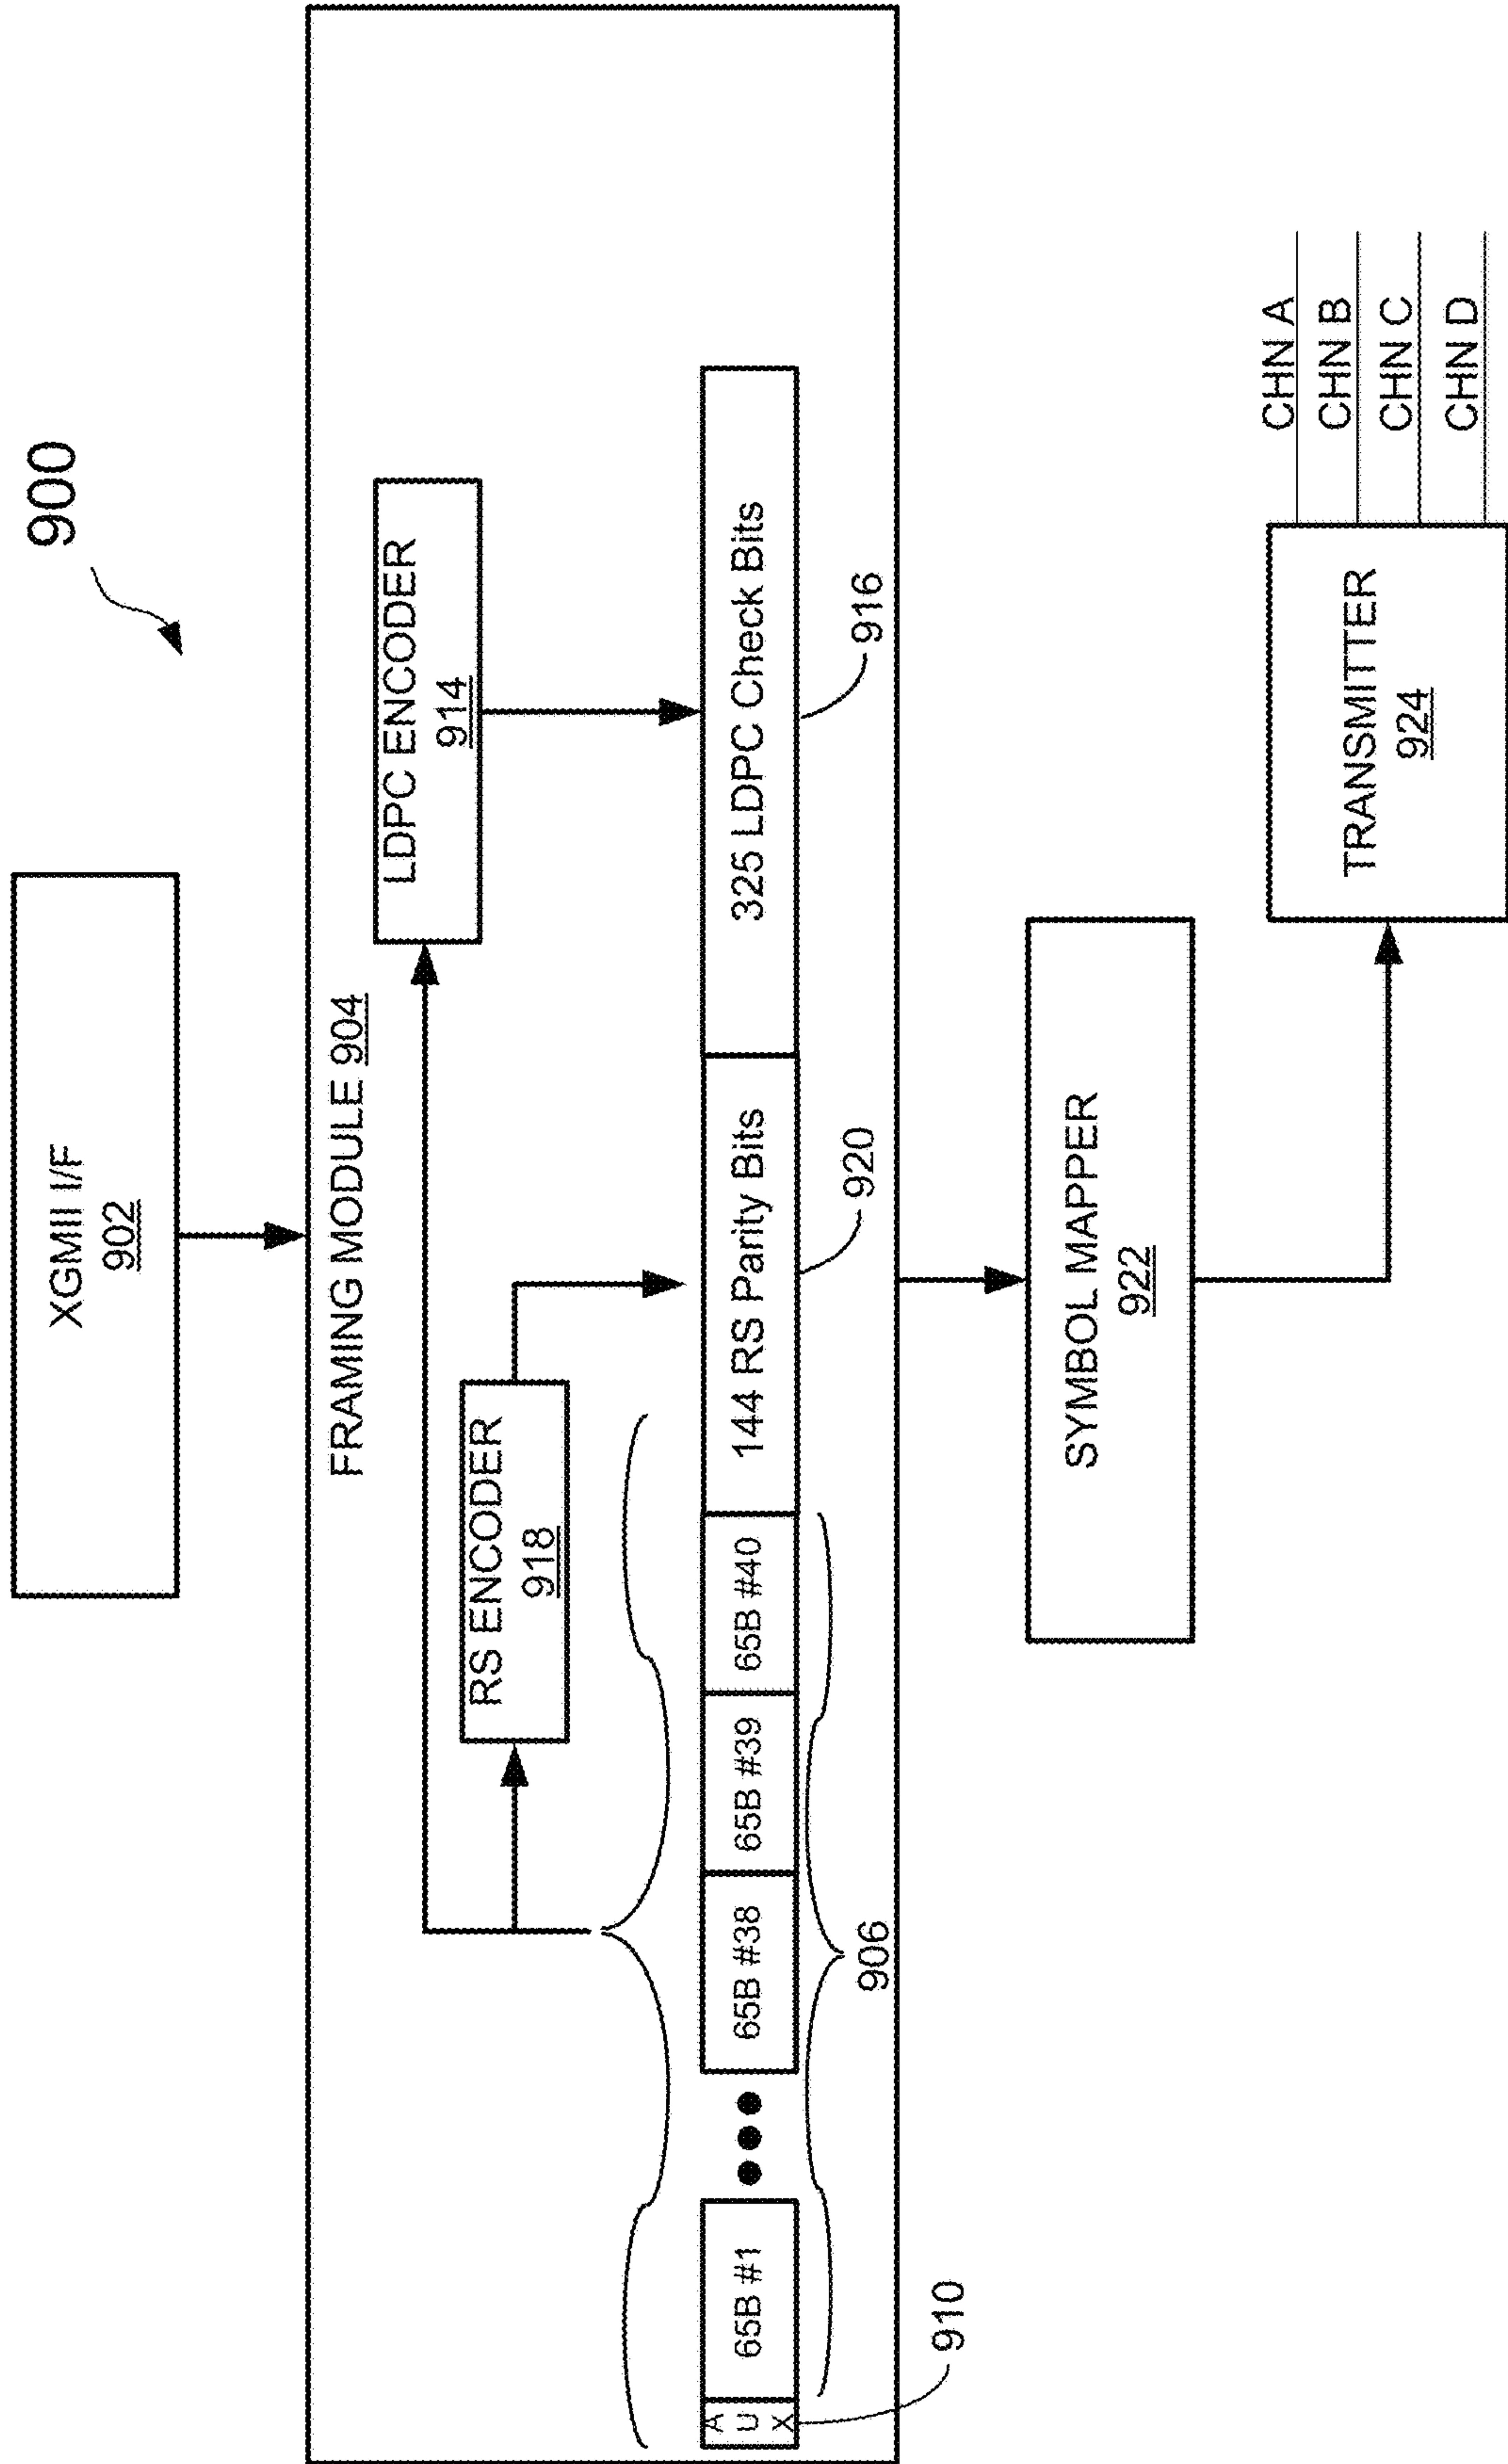 900
XGMII I/F
902
FRAMING MODULE 904
LDPC ENCODER
914
RS ENCODER
918
A
U
X
65B #1
65B #38
65B #39
65B #40
144 RS Parity Bits
325 LDPC Check Bits
910
906
920
916
SYMBOL MAPPER
922
TRANSMITTER
924
CHN A
CHN B
CHN C
CHN D